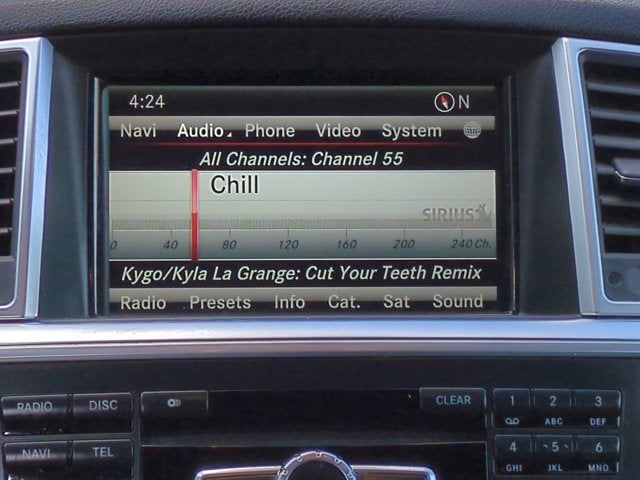 4:24 N
Navi Audio Phone Video System
All Channels: Channel 55
Chill
SIRIUS
0 40 80 120 160 200 240 Ch.
Kygo/Kyla La Grange: Cut Your Teeth Remix
Radio Presets Info Cat. Sat Sound
RADIO DISC CLEAR 1 2 3
ABC DEF
NAVI TEL 4 5 6
GHI JKL MNO